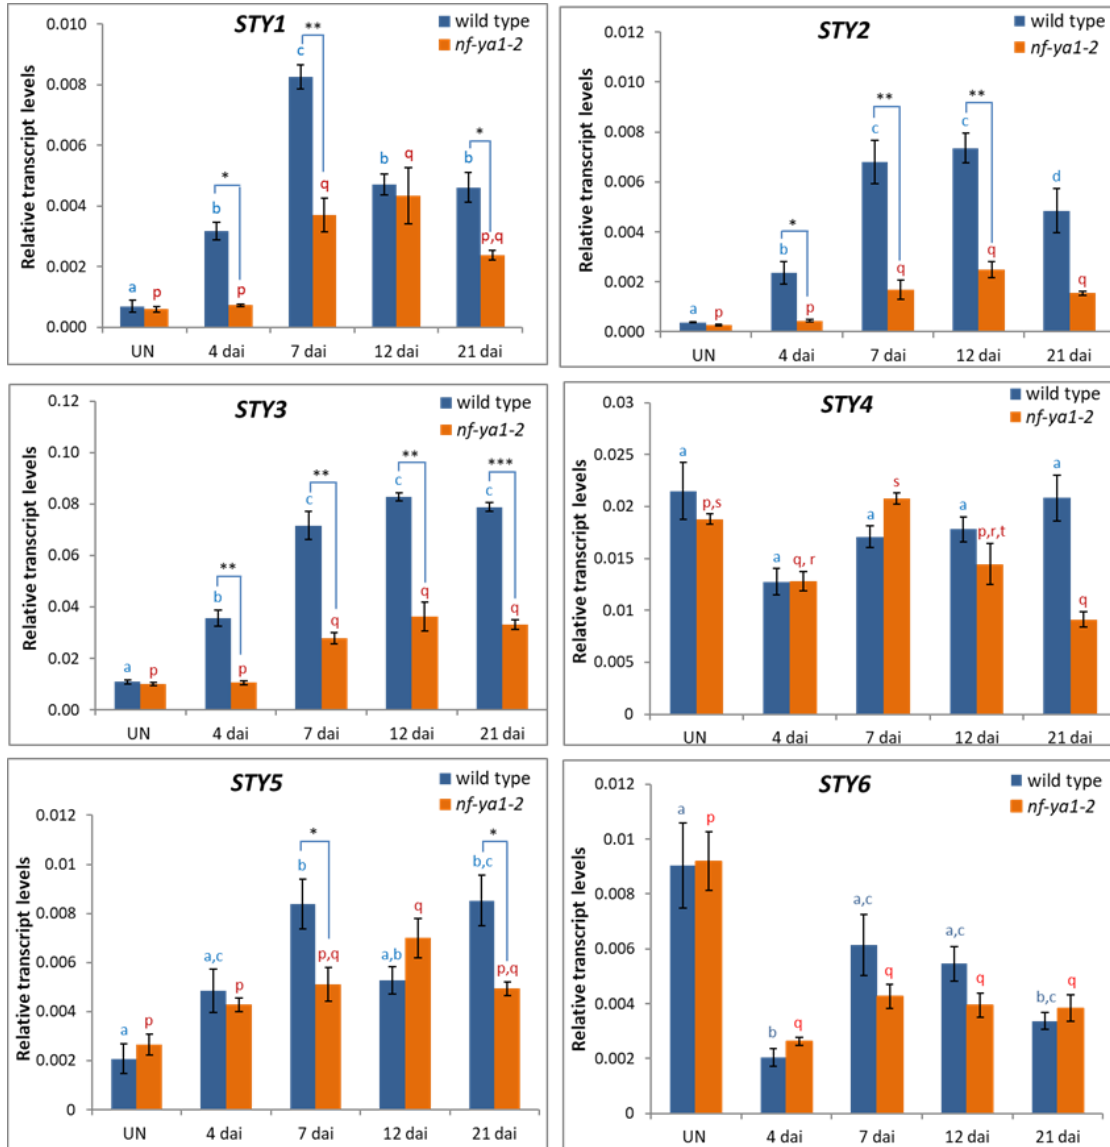 STY1
wild type
nf-ya1-2
Relative transcript levels
0.010
0.008
0.006
0.004
0.002
0.000
a
p
b
*
p
c
**
q
b
q
b
*
p,q
UN
4 dai
7 dai
12 dai
21 dai
STY2
wild type
nf-ya1-2
Relative transcript levels
0.012
0.010
0.008
0.006
0.004
0.002
0.000
a
p
b
*
p
c
**
q
c
**
q
d
q
UN
4 dai
7 dai
12 dai
21 dai
STY3
wild type
nf-ya1-2
Relative transcript levels
0.12
0.10
0.08
0.06
0.04
0.02
0.00
a
p
b
**
p
c
**
q
c
**
q
c
***
q
UN
4 dai
7 dai
12 dai
21 dai
STY4
wild type
nf-ya1-2
Relative transcript levels
0.03
0.025
0.02
0.015
0.01
0.005
0
a
p,s
a
q, r
a
s
a
p,r,t
a
q
UN
4 dai
7 dai
12 dai
21 dai
STY5
wild type
nf-ya1-2
Relative transcript levels
0.012
0.01
0.008
0.006
0.004
0.002
0
a
p
a,c
p
b
*
p,q
a,b
q
b,c
*
p,q
UN
4 dai
7 dai
12 dai
21 dai
STY6
wild type
nf-ya1-2
Relative transcript levels
0.012
0.01
0.008
0.006
0.004
0.002
0
a
p
b
q
a,c
q
a,c
q
b,c
q
UN
4 dai
7 dai
12 dai
21 dai